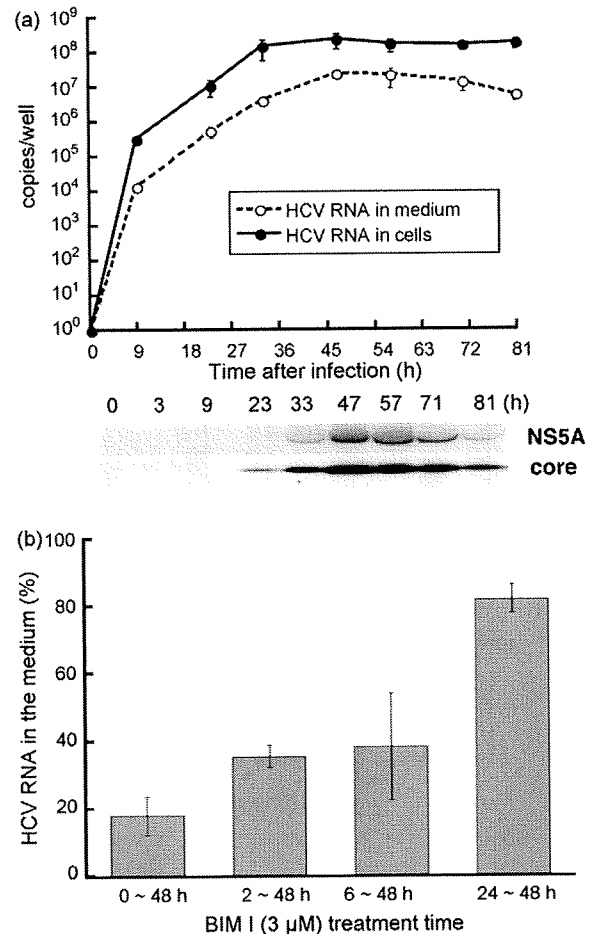 (a)
10⁹
10⁸
10⁷
10⁶
10⁵
10⁴
10³
10²
10¹
10⁰
copies/well
HCV RNA in medium
HCV RNA in cells
0 9 18 27 36 45 54 63 72 81
Time after infection (h)
0 3 9 23 33 47 57 71 81 (h)
NS5A
core
(b)
100
80
60
40
20
0
HCV RNA in the medium (%)
0 ~ 48 h 2 ~ 48 h 6 ~ 48 h 24 ~ 48 h
BIM I (3 μM) treatment time